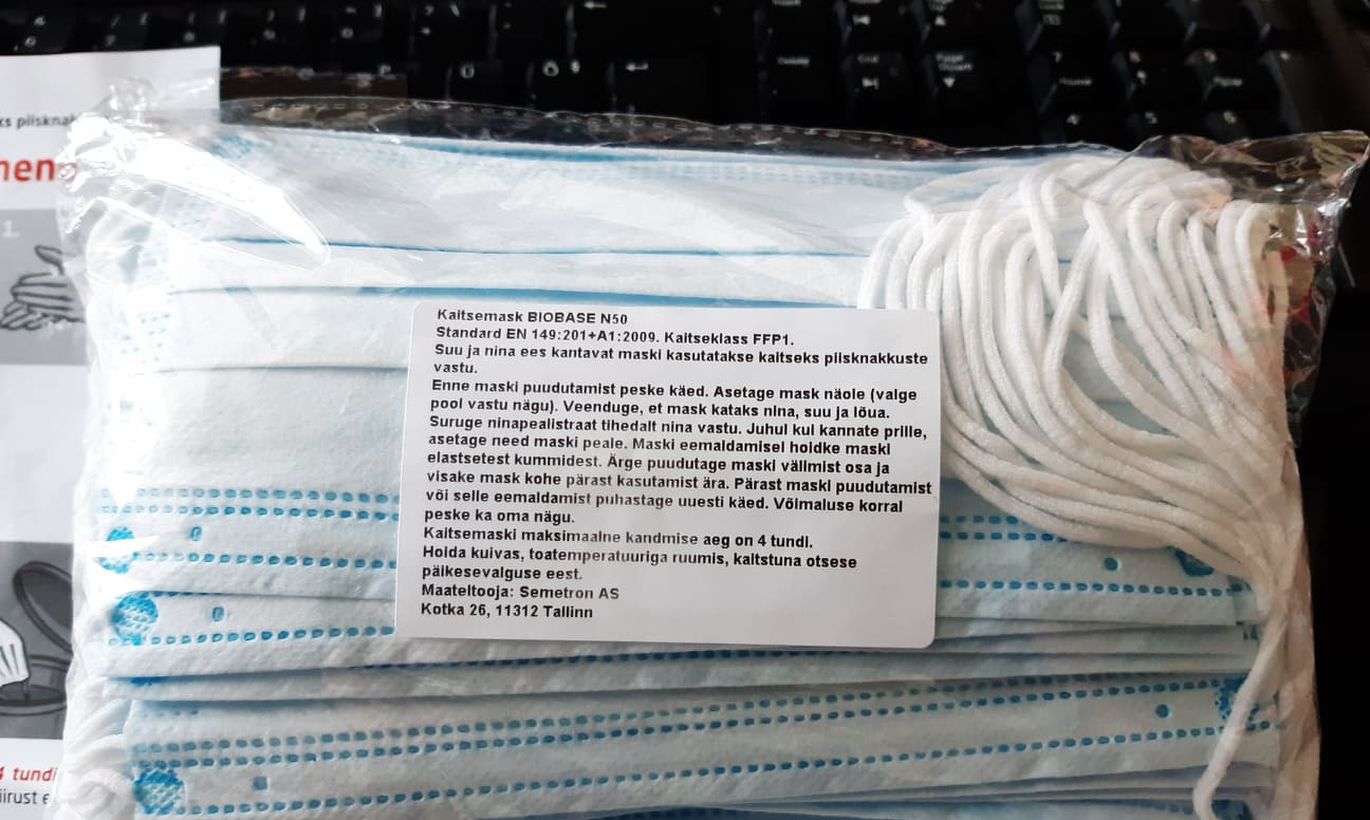 Kaitsemask BIOBASE N50
Standard EN 149:201+A1:2009. Kaitseklass FFP1.
Suu ja nina ees kantavat maski kasutatakse kaitseks piisknakkuste
vastu.
Enne maski puudutamist peske käed. Asetage mask näole (valge
pool vastu nägu). Veenduge, et mask kataks nina, suu ja lõua.
Suruge ninapealistraat tihedalt nina vastu. Juhul kui kannate prille,
asetage need maski peale. Maski eemaldamisel hoidke maski
elastsetest kummidest. Ärge puudutage maski välimist osa ja
visake mask kohe pärast kasutamist ära. Pärast maski puudutamist
või selle eemaldamist puhastage uuesti käed. Võimaluse korral
peske ka oma nägu.
Kaitsemaski maksimaalne kandmise aeg on 4 tundi.
Hoida kuivas, toatemperatuuriga ruumis, kaitstuna otsese
päikesevalguse eest.
Maateltooja: Semetron AS
Kotka 26, 11312 Tallinn
1.
4 tundi